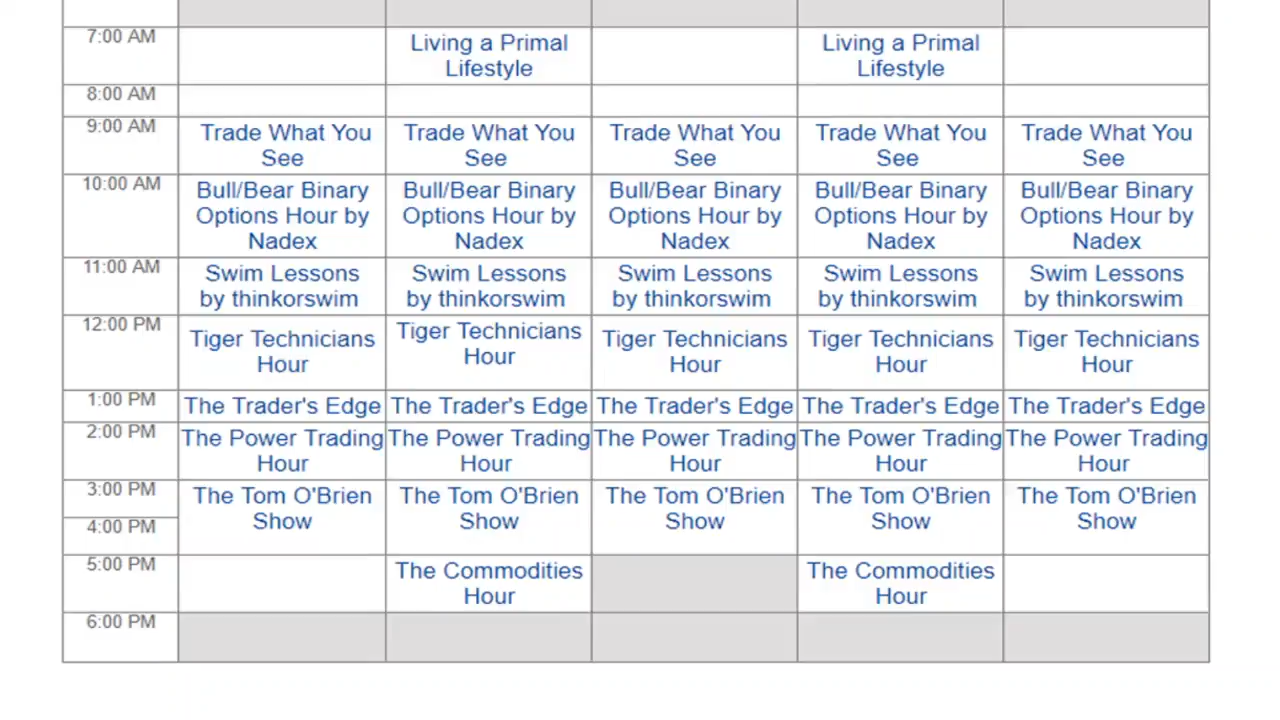 7:00 AM
Living a Primal Lifestyle
Living a Primal Lifestyle
8:00 AM
9:00 AM
Trade What You See
Trade What You See
Trade What You See
Trade What You See
Trade What You See
10:00 AM
Bull/Bear Binary Options Hour by Nadex
Bull/Bear Binary Options Hour by Nadex
Bull/Bear Binary Options Hour by Nadex
Bull/Bear Binary Options Hour by Nadex
Bull/Bear Binary Options Hour by Nadex
11:00 AM
Swim Lessons by thinkorswim
Swim Lessons by thinkorswim
Swim Lessons by thinkorswim
Swim Lessons by thinkorswim
Swim Lessons by thinkorswim
12:00 PM
Tiger Technicians Hour
Tiger Technicians Hour
Tiger Technicians Hour
Tiger Technicians Hour
Tiger Technicians Hour
1:00 PM
The Trader's Edge
The Trader's Edge
The Trader's Edge
The Trader's Edge
The Trader's Edge
2:00 PM
The Power Trading Hour
The Power Trading Hour
The Power Trading Hour
The Power Trading Hour
The Power Trading Hour
3:00 PM
The Tom O'Brien Show
The Tom O'Brien Show
The Tom O'Brien Show
The Tom O'Brien Show
The Tom O'Brien Show
4:00 PM
5:00 PM
The Commodities Hour
The Commodities Hour
6:00 PM